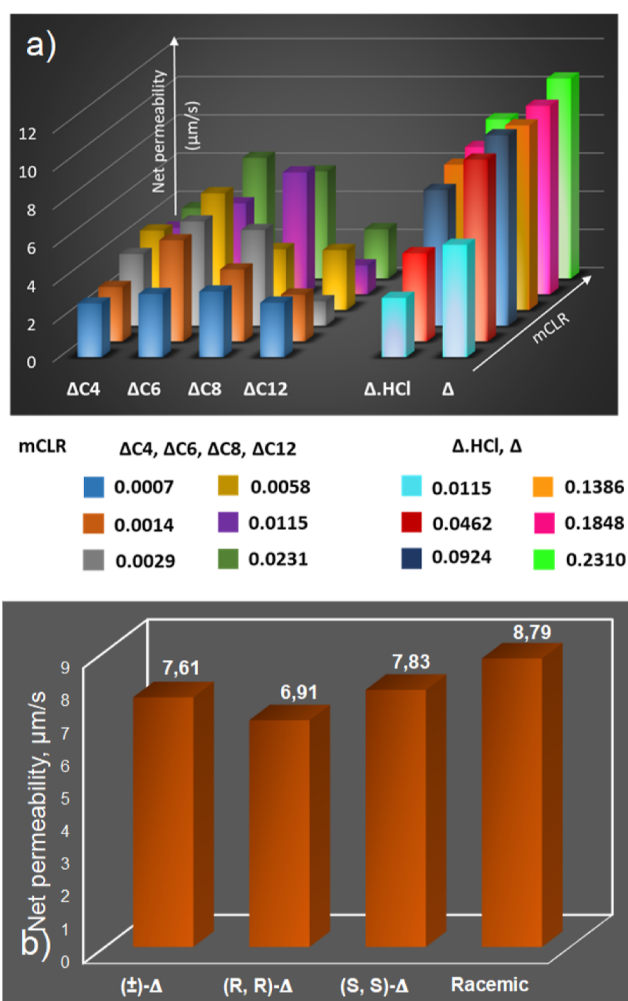 a)
Net permeability
(µm/s)
12
10
8
6
4
2
0
mCLR
ΔC4 ΔC6 ΔC8 ΔC12 Δ.HCl Δ
mCLR ΔC4, ΔC6, ΔC8, ΔC12 Δ.HCl, Δ
0.0007 0.0058 0.0115 0.1386
0.0014 0.0115 0.0462 0.1848
0.0029 0.0231 0.0924 0.2310
Net permeability, µm/s
9
8
7
6
5
4
3
2
1
0
7,61 6,91 7,83 8,79
b)
(±)-Δ (R, R)-Δ (S, S)-Δ Racemic